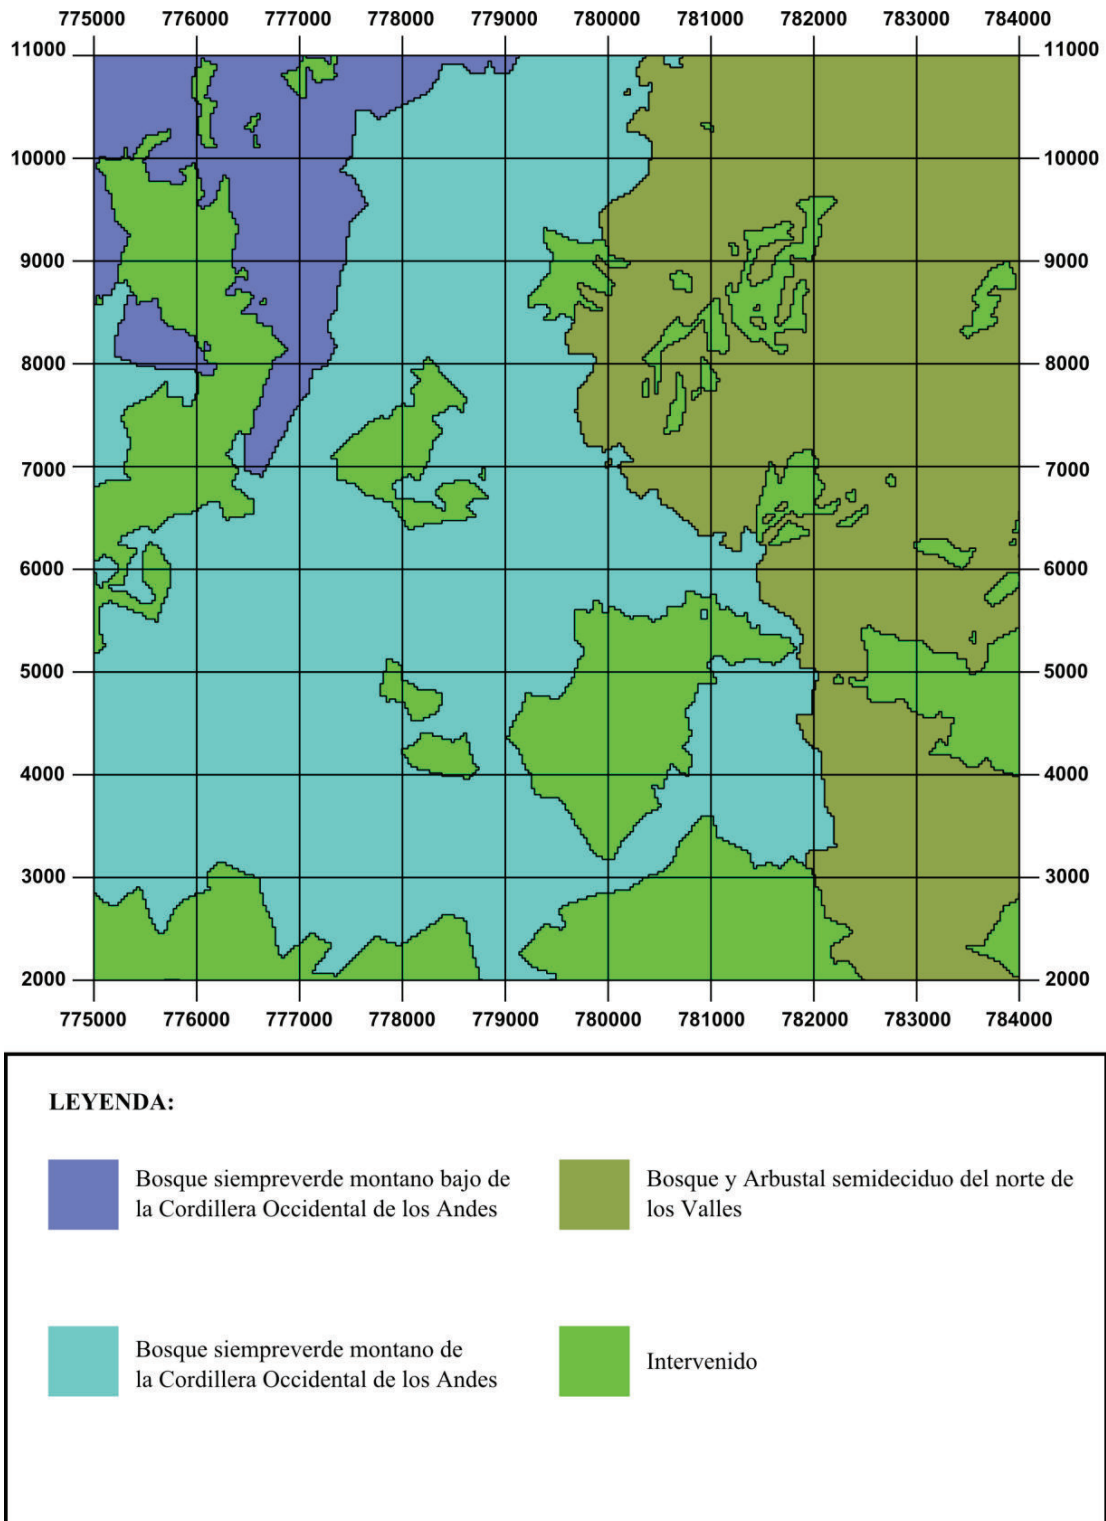 775000 776000 777000 778000 779000 780000 781000 782000 783000 784000
11000 11000
10000 10000
9000 9000
8000 8000
7000 7000
6000 6000
5000 5000
4000 4000
3000 3000
2000 2000
775000 776000 777000 778000 779000 780000 781000 782000 783000 784000
LEYENDA:
Bosque siempreverde montano bajo de
la Cordillera Occidental de los Andes
Bosque y Arbustal semideciduo del norte de
los Valles
Bosque siempreverde montano de
la Cordillera Occidental de los Andes
Intervenido